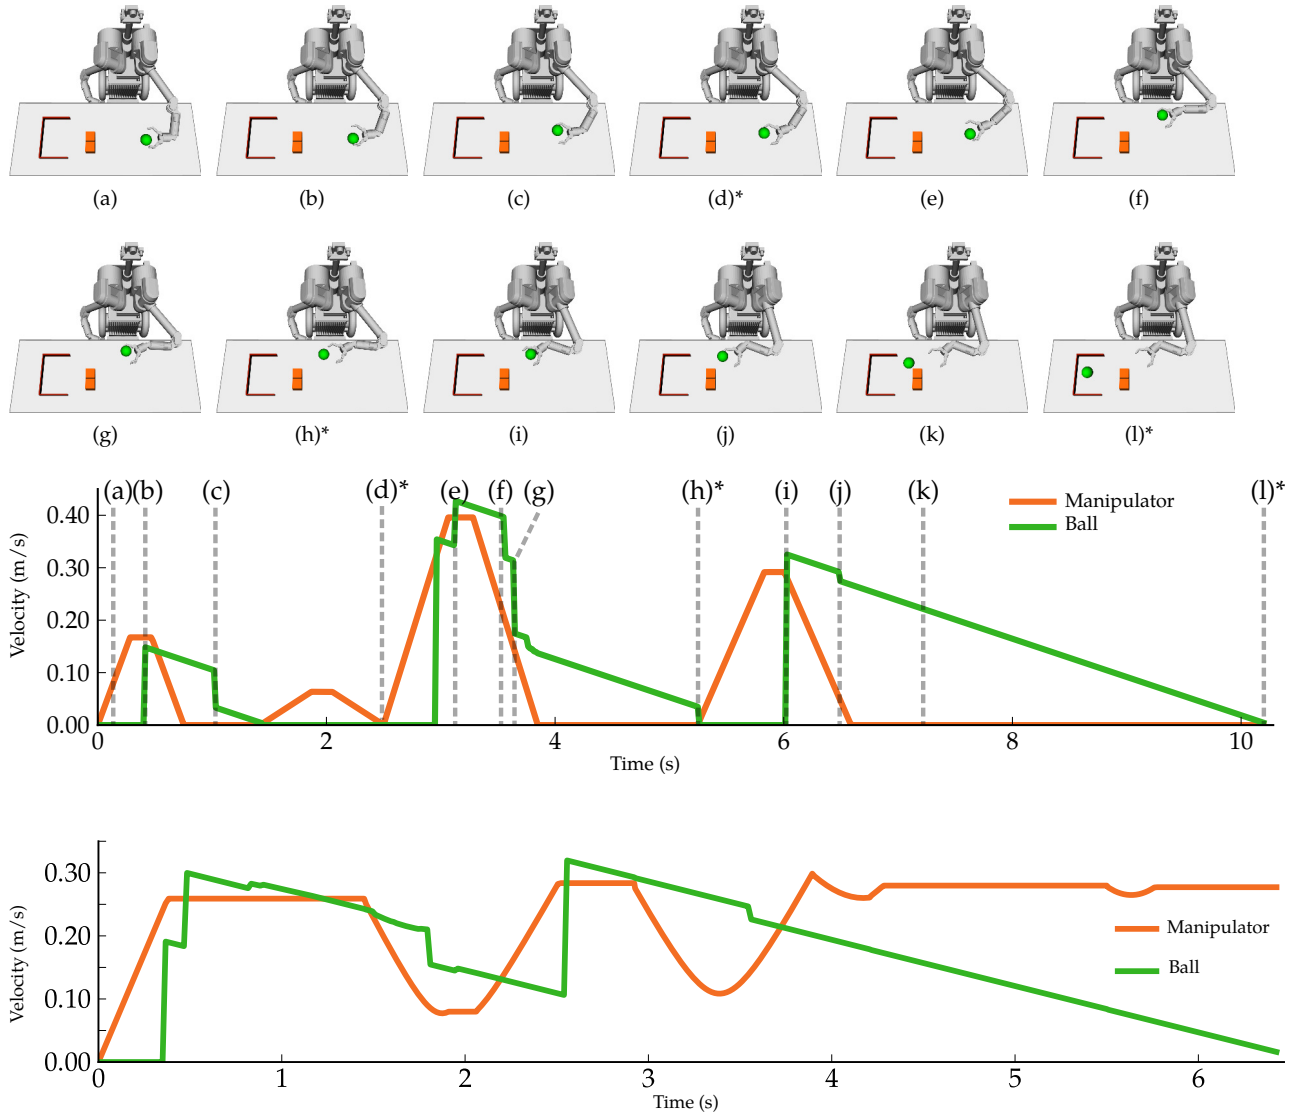 (a) (b) (c) (d)* (e) (f)
(g) (h)* (i) (j) (k) (l)*
(a) (b) (c) (d)* (e) (f) (g) (h)* (i) (j) (k) (l)*
Manipulator
Ball
Velocity (m/s)
0.40
0.30
0.20
0.10
0.00
0 2 4 6 8 10
Time (s)
Velocity (m/s)
0.30
0.20
0.10
0.00
Manipulator
Ball
0 1 2 3 4 5 6
Time (s)